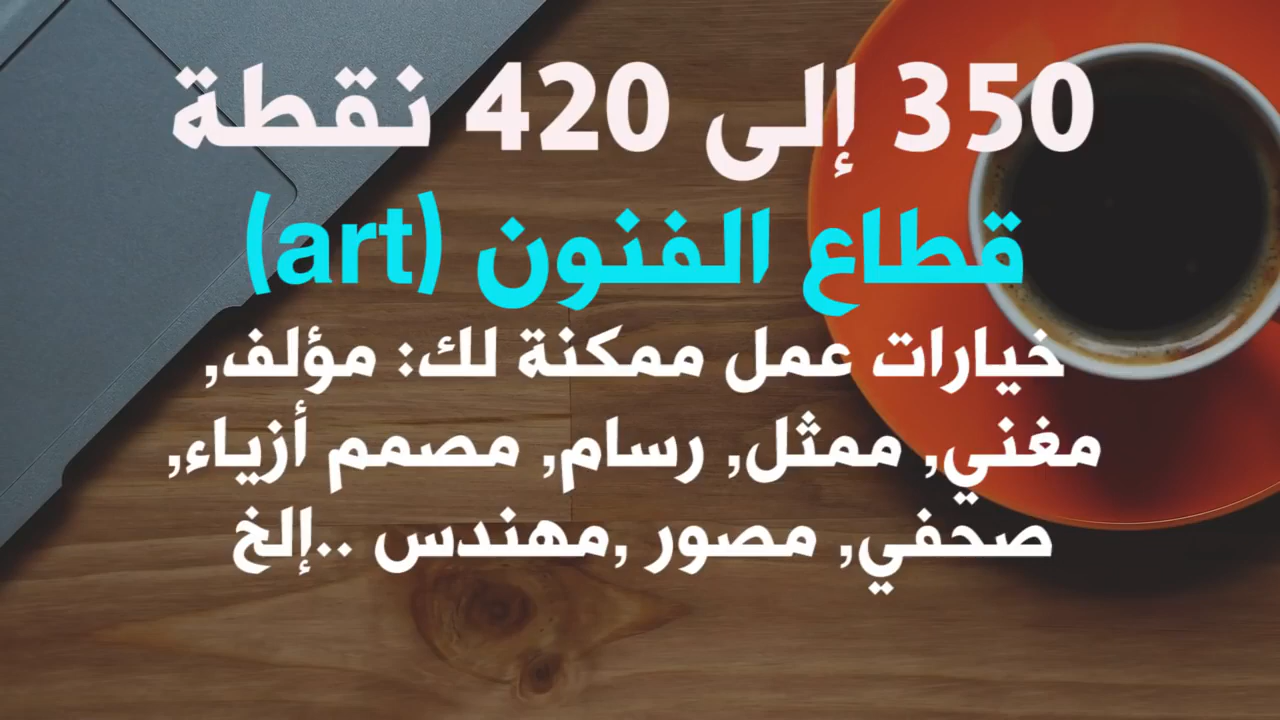 350 إلى 420 نقطة
قطاع الفنون (art)
خيارات عمل ممكنة لك: مؤلف,
مغني, ممثل, رسام, مصمم أزياء,
صحفي, مصور ,مهندس ..إلخ